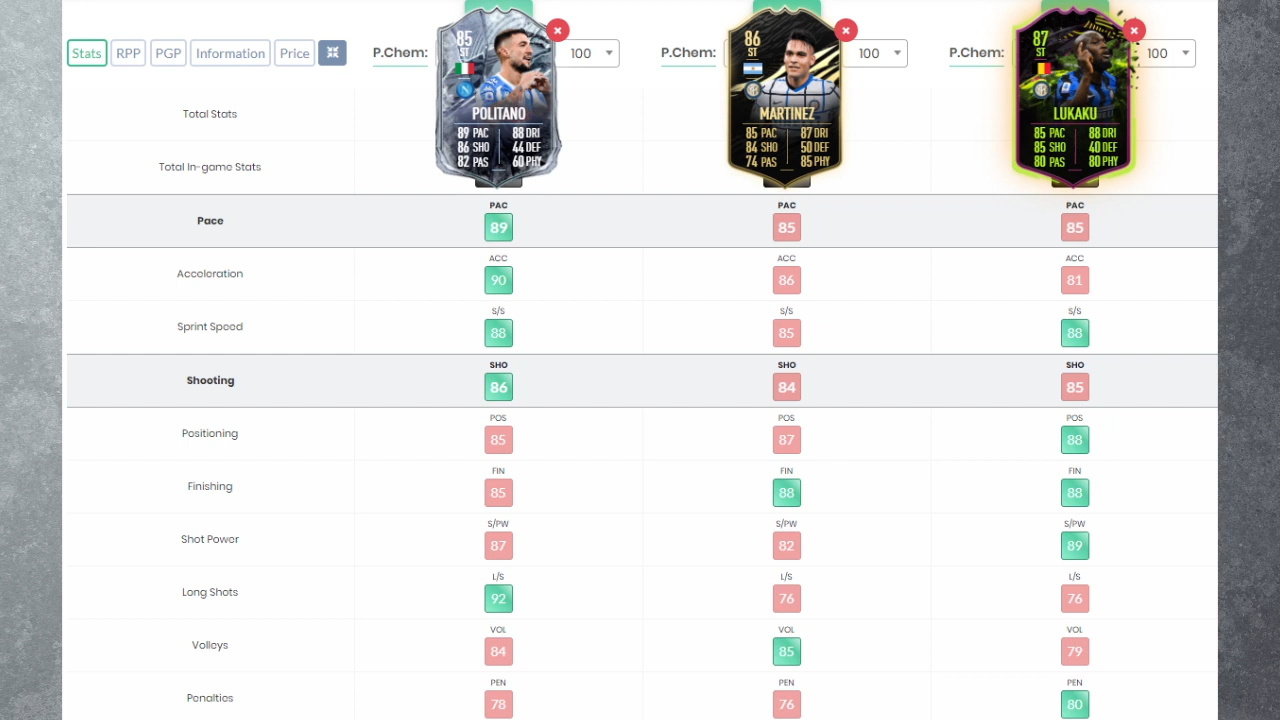 Stats RPP PGP Information Price P.Chem: 100 P.Chem: 100 P.Chem: 100
85 ST POLITANO
89 PAC 88 DRI
86 SHO 44 DEF
82 PAS 60 PHY
86 ST MARTINEZ
85 PAC 87 DRI
84 SHO 50 DEF
74 PAS 85 PHY
87 ST LUKAKU
85 PAC 88 DRI
85 SHO 40 DEF
80 PAS 80 PHY
Total Stats
Total In-game Stats
PAC PAC PAC
Pace 89 85 85
ACC ACC ACC
Acceleration 90 86 81
S/S S/S S/S
Sprint Speed 88 85 88
SHO SHO SHO
Shooting 86 84 85
POS POS POS
Positioning 85 87 88
FIN FIN FIN
Finishing 85 88 88
S/PW S/PW S/PW
Shot Power 87 82 89
L/S L/S L/S
Long Shots 92 76 76
VOL VOL VOL
Volleys 84 85 79
PEN PEN PEN
Penalties 78 76 80